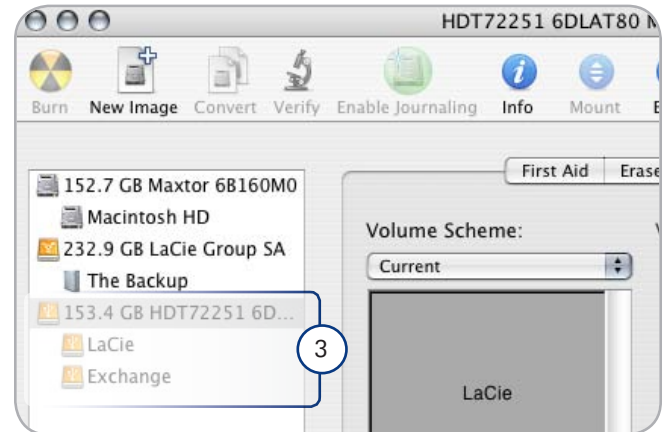 HDT72251 6DLAT80
Burn New Image Convert Verify Enable Journaling Info Mount
First Aid Erase
152.7 GB Maxtor 6B160M0
Macintosh HD
232.9 GB LaCie Group SA
The Backup
153.4 GB HDT72251 6D...
LaCie
Exchange
3
Volume Scheme:
Current
LaCie